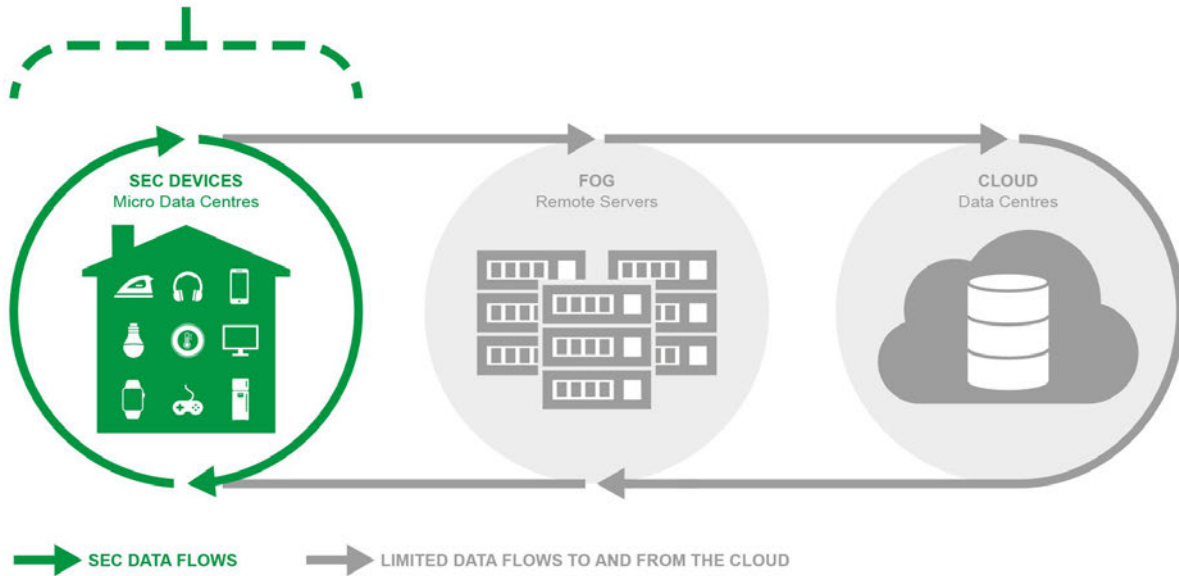 SEC DEVICES
Micro Data Centres
FOG
Remote Servers
CLOUD
Data Centres
SEC DATA FLOWS
LIMITED DATA FLOWS TO AND FROM THE CLOUD